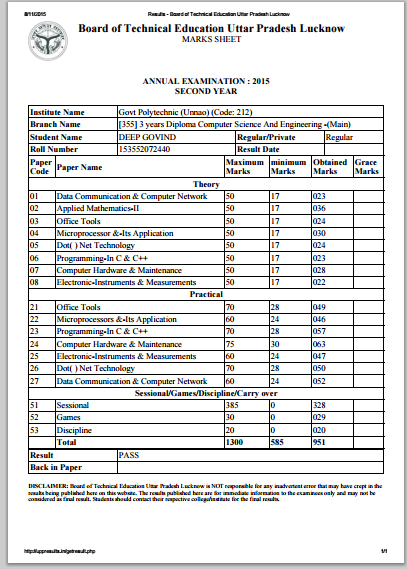 8/11/2015 Results - Board of Technical Education Uttar Pradesh Lucknow
Board of Technical Education Uttar Pradesh Lucknow
MARKS SHEET
ANNUAL EXAMINATION : 2015
SECOND YEAR
Institute Name Govt Polytechnic (Unnao) (Code: 212)
Branch Name [355] 3 years Diploma Computer Science And Engineering -(Main)
Student Name DEEP GOVIND Regular/Private Regular
Roll Number 153552072440 Result Date
Paper Code Paper Name Maximum Marks minimum Marks Obtained Marks Grace Marks
Theory
01 Data Communication & Computer Network 50 17 023
02 Applied Mathematics-II 50 17 036
03 Office Tools 50 17 024
04 Microprocessor &-Its Application 50 17 030
05 Dot( ) Net Technology 50 17 024
06 Programming-In C & C++ 50 17 023
07 Computer Hardware & Maintenance 50 17 028
08 Electronic-Instruments & Measurements 50 17 022
Practical
21 Office Tools 70 28 049
22 Microprocessors &-Its Application 60 24 046
23 Programming-In C & C++ 70 28 057
24 Computer Hardware & Maintenance 75 30 063
25 Electronic-Instruments & Measurements 60 24 047
26 Dot( ) Net Technology 70 28 050
27 Data Communication & Computer Network 60 24 052
Sessional/Games/Discipline/Carry over
51 Sessional 385 0 328
52 Games 30 0 029
53 Discipline 20 0 020
Total 1300 585 951
Result PASS
Back in Paper
DISCLAIMER: Board of Technical Education Uttar Pradesh Lucknow is NOT responsible for any inadvertent error that may have crept in the
results being published here on this website. The results published here are for immediate information to the examinees only and may not be
considered as final result. Students should contact their respective college/institute for the final results.
http://uppresults.in/getresult.php 1/1